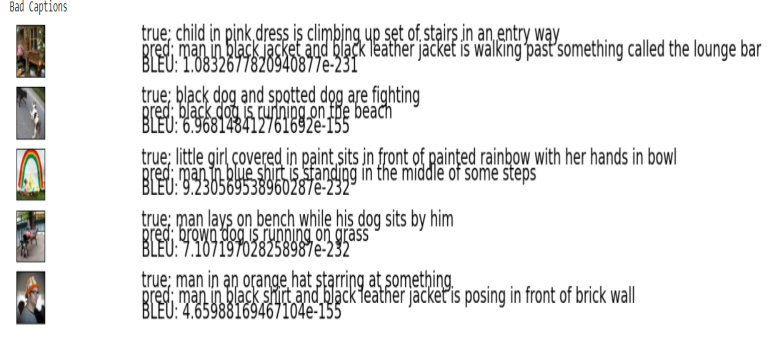 Bad Captions
true: child in pink dress is climbing up set of stairs in an entry way
pred: man in black jacket and black leather jacket is walking past something called the lounge bar
BLEU: 1.0832677820940877e-231
true: black dog and spotted dog are fighting
pred: black dog is running on the beach
BLEU: 6.968148412761692e-155
true: little girl covered in paint sits in front of painted rainbow with her hands in bowl
pred: man in blue shirt is standing in the middle of some steps
BLEU: 9.230569538960287e-232
true: man lays on bench while his dog sits by him
pred: brown dog is running on grass
BLEU: 7.107197028258987e-232
true: man in an orange hat starring at something
pred: man in black shirt and black leather jacket is posing in front of brick wall
BLEU: 4.65988169467104e-155